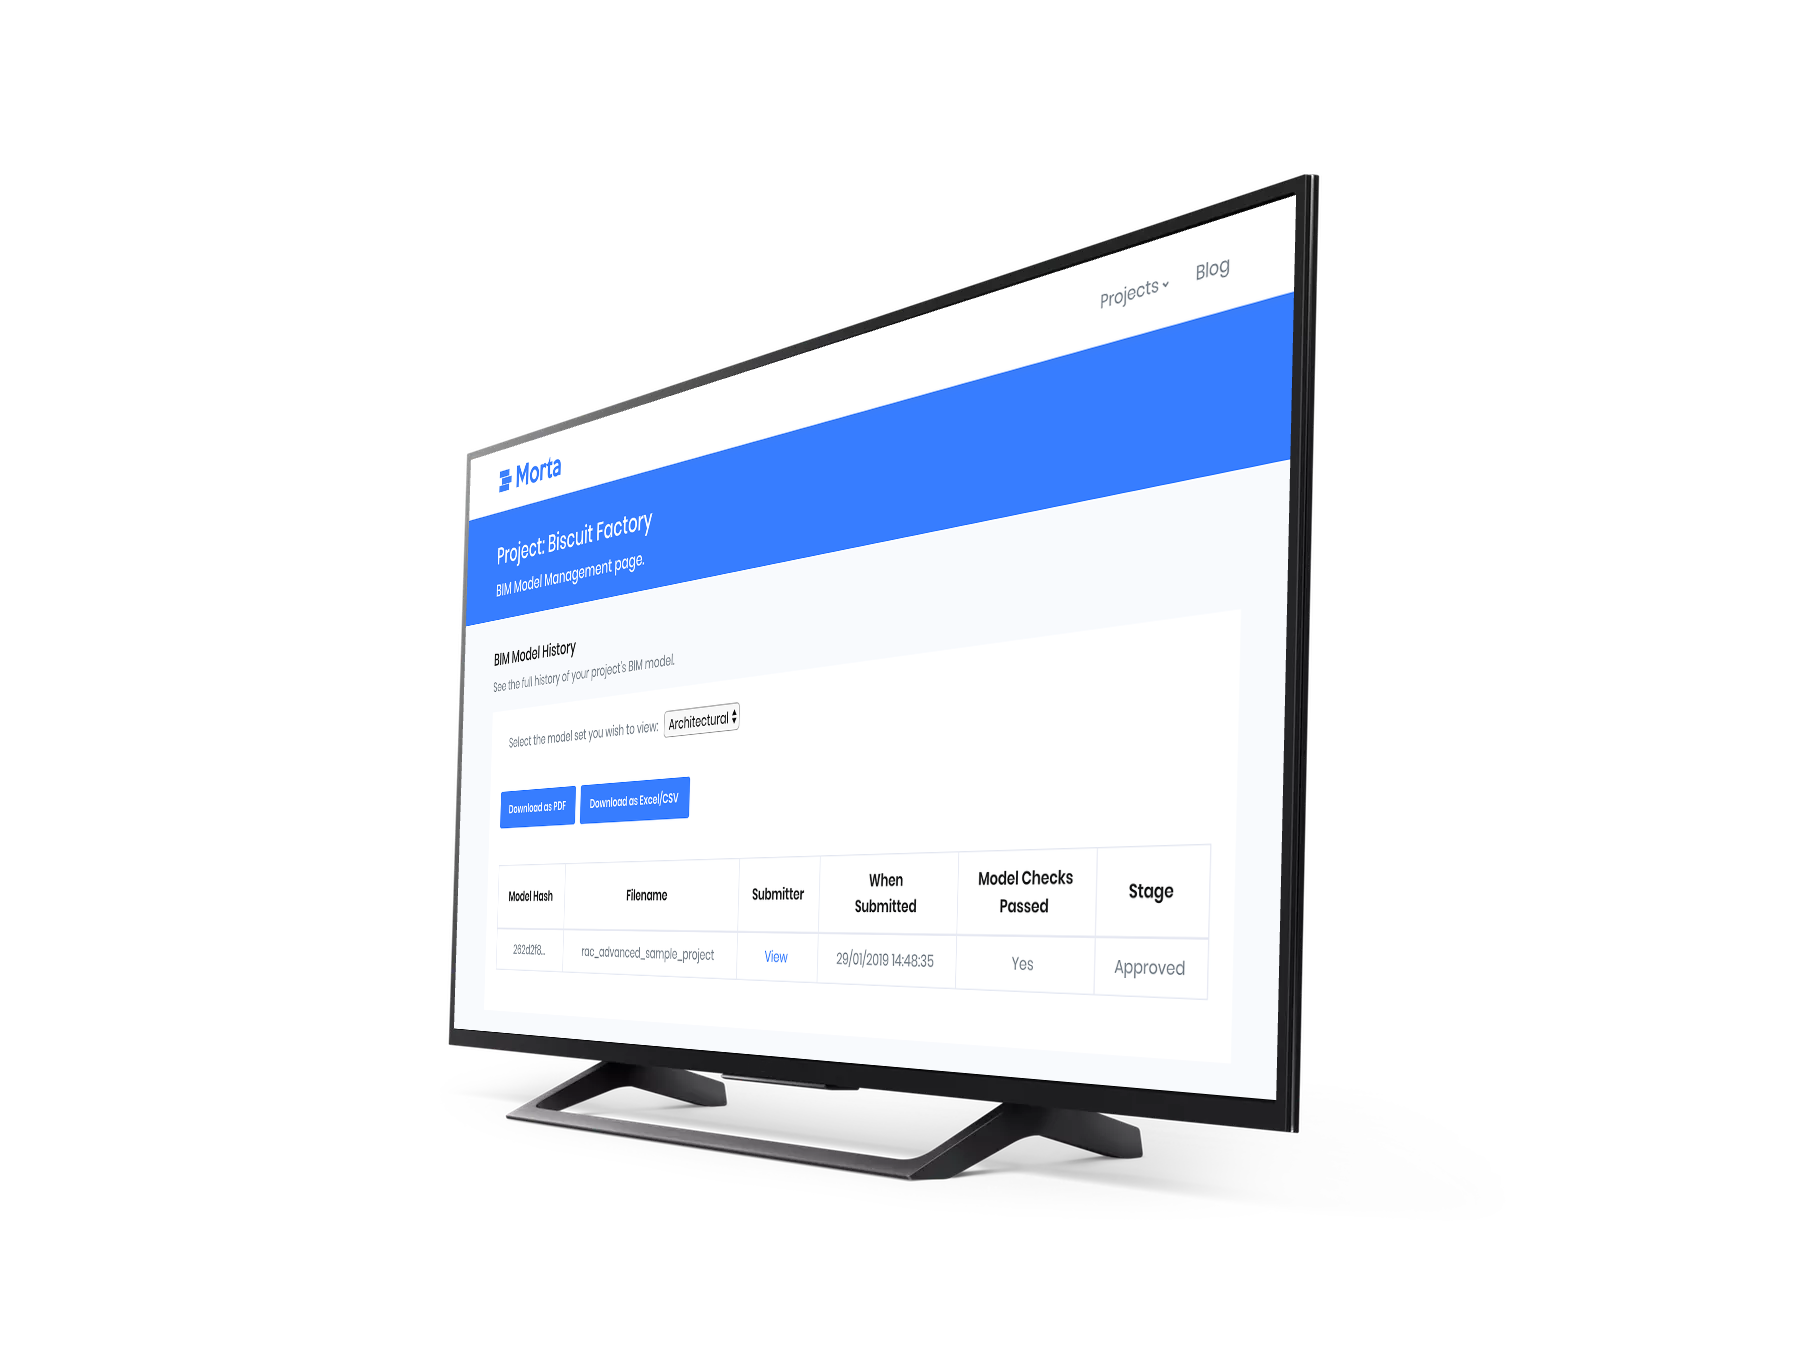 Projects
Blog
Morta
Project: Biscuit Factory
BIM Model Management page.
BIM Model History
See the full history of your project's BIM model.
Select the model set you wish to view: Architectural
Download as PDF
Download as Excel/CSV
Model Hash
Filename
Submitter
When
Submitted
Model Checks
Passed
Stage
262d2f8...
rac_advanced_sample_project
View
29/01/2019 14:48:35
Yes
Approved